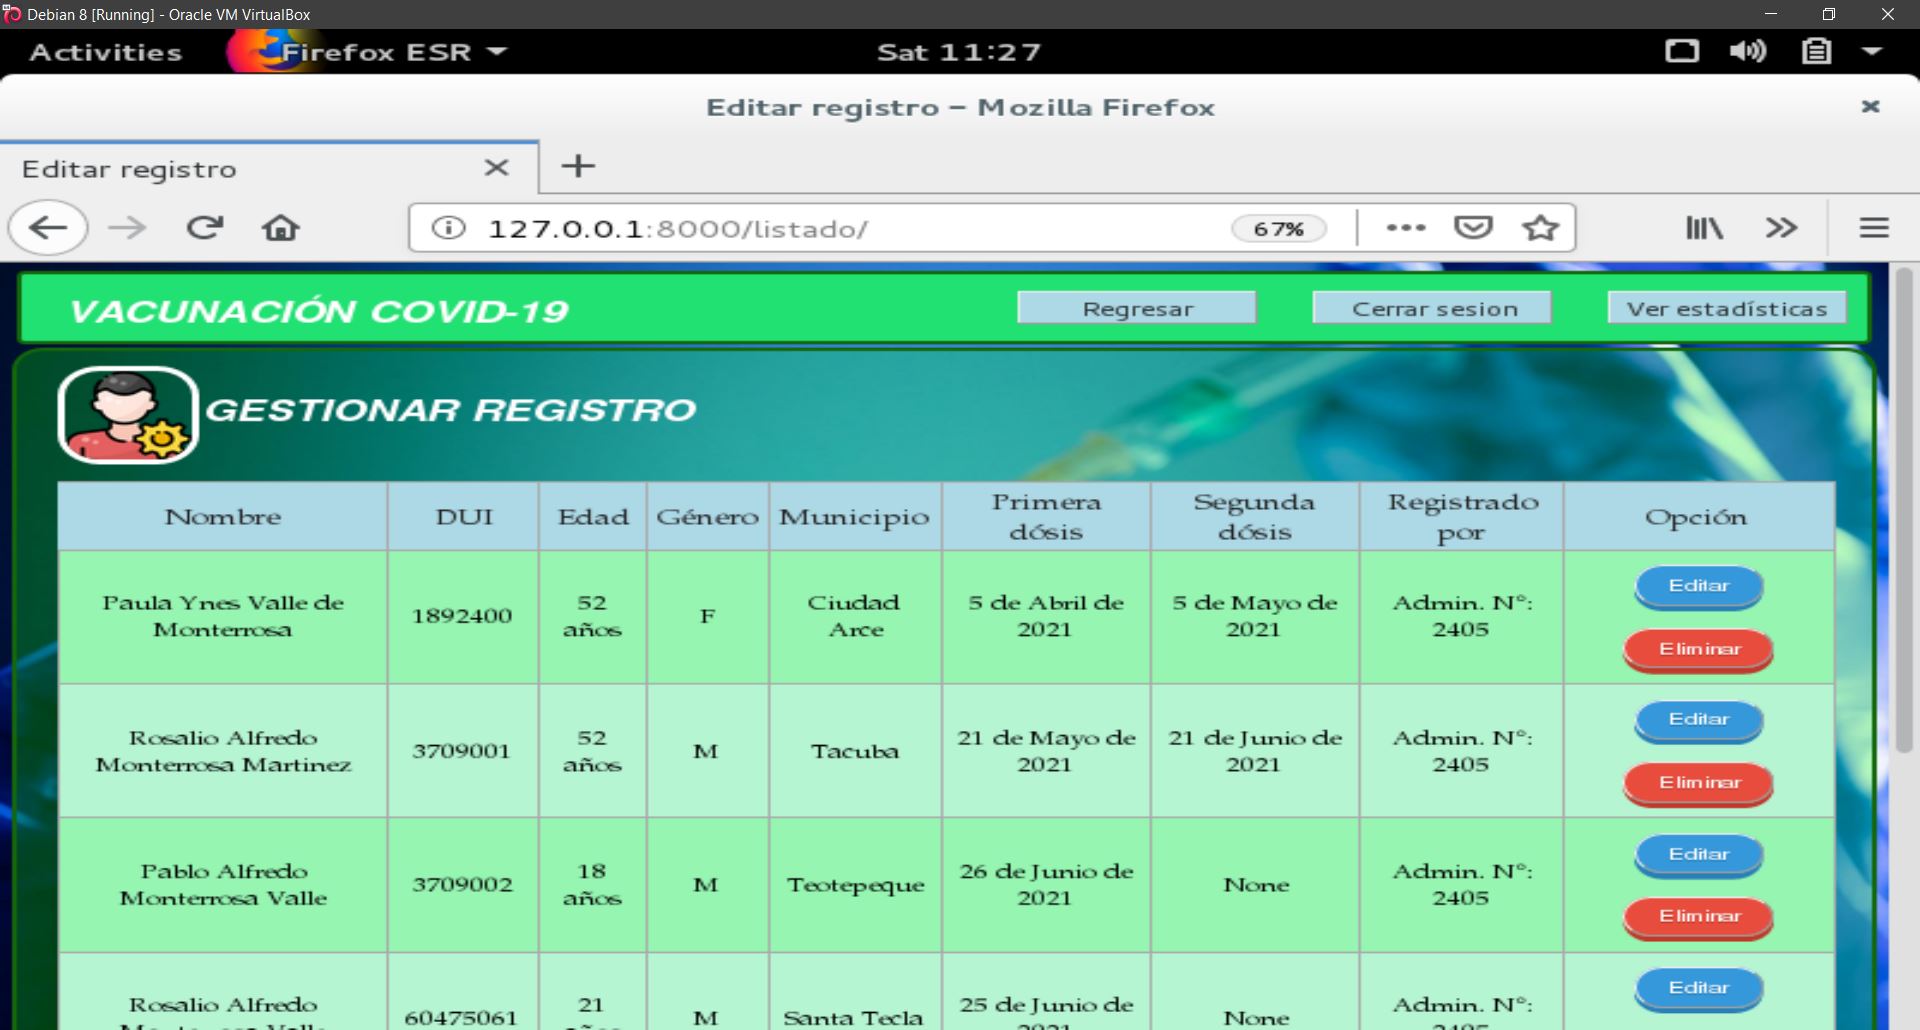 Debian 8 [Running] - Oracle VM VirtualBox
Activities Firefox ESR Sat 11:27
Editar registro – Mozilla Firefox
Editar registro
127.0.0.1:8000/listado/ 67%
VACUNACIÓN COVID-19 Regresar Cerrar sesion Ver estadísticas
GESTIONAR REGISTRO
Nombre DUI Edad Género Municipio Primera dósis Segunda dósis Registrado por Opción
Paula Ynes Valle de Monterrosa 1892400 52 años F Ciudad Arce 5 de Abril de 2021 5 de Mayo de 2021 Admin. N°: 2405 Editar Eliminar
Rosalio Alfredo Monterrosa Martinez 3709001 52 años M Tacuba 21 de Mayo de 2021 21 de Junio de 2021 Admin. N°: 2405 Editar Eliminar
Pablo Alfredo Monterrosa Valle 3709002 18 años M Teotepeque 26 de Junio de 2021 None Admin. N°: 2405 Editar Eliminar
Rosalio Alfredo 60475061 21 M Santa Tecla 25 de Junio de None Admin. N°: Editar